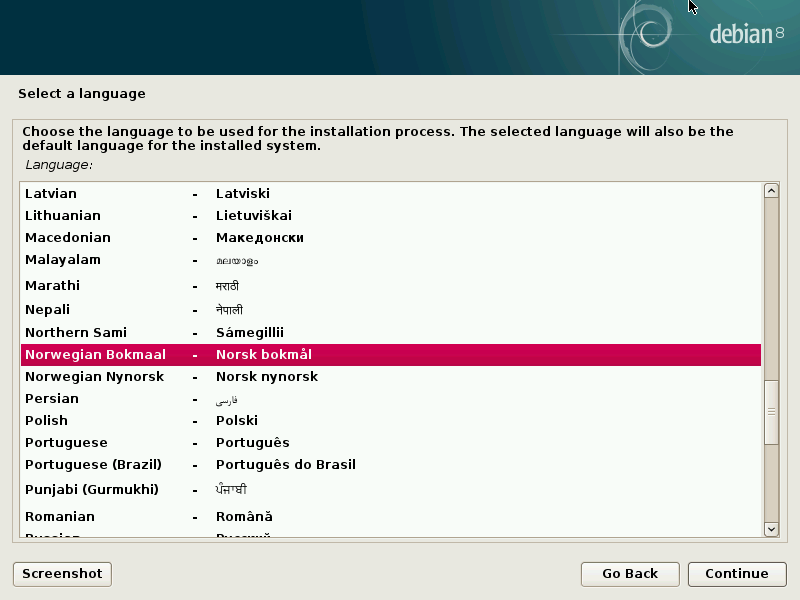 debian 8
Select a language
Choose the language to be used for the installation process. The selected language will also be the
default language for the installed system.
Language:
Latvian - Latviski
Lithuanian - Lietuviškai
Macedonian - Македонски
Malayalam - മലയാളം
Marathi - मराठी
Nepali - नेपाली
Northern Sami - Sámegillii
Norwegian Bokmaal - Norsk bokmål
Norwegian Nynorsk - Norsk nynorsk
Persian - فارسی
Polish - Polski
Portuguese - Português
Portuguese (Brazil) - Português do Brasil
Punjabi (Gurmukhi) - ਪੰਜਾਬੀ
Romanian - Română
Russian - Русский
Screenshot Go Back Continue